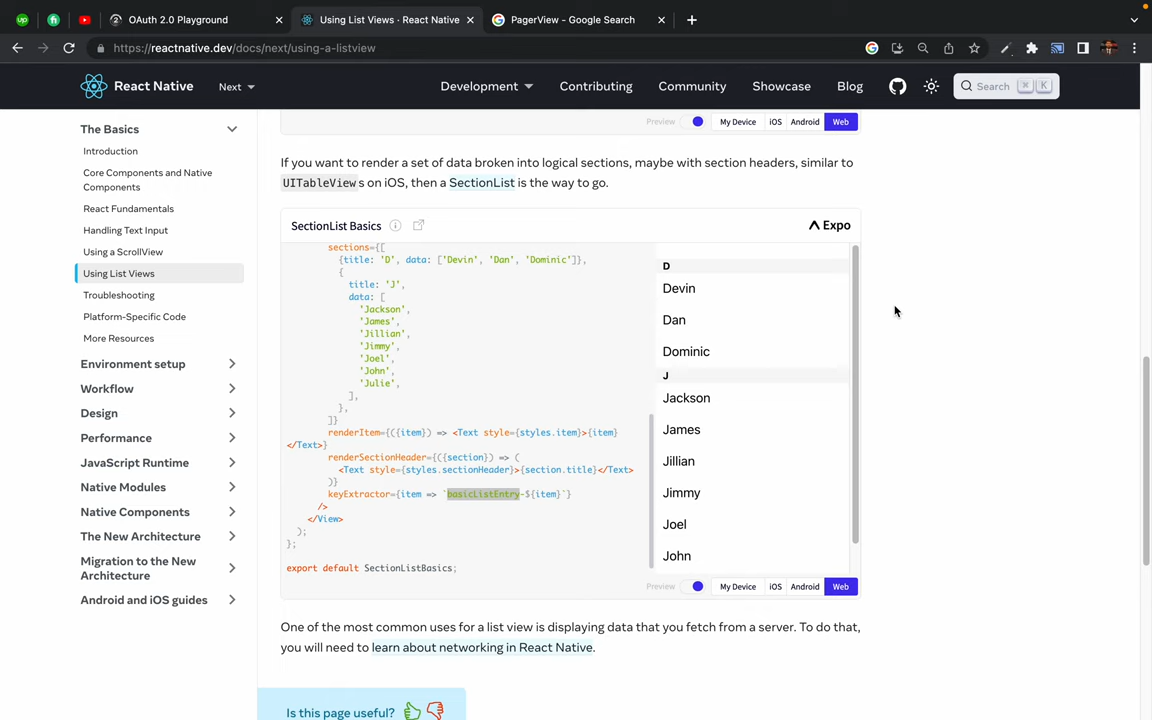 OAuth 2.0 Playground
Using List Views · React Native
PagerView - Google Search
https://reactnative.dev/docs/next/using-a-listview
React Native
Next
Development
Contributing
Community
Showcase
Blog
Search
⌘
K
The Basics
Introduction
Core Components and Native
Components
React Fundamentals
Handling Text Input
Using a ScrollView
Using List Views
Troubleshooting
Platform-Specific Code
More Resources
Environment setup
Workflow
Design
Performance
JavaScript Runtime
Native Modules
Native Components
The New Architecture
Migration to the New
Architecture
Android and iOS guides
Preview
My Device
iOS
Android
Web
If you want to render a set of data broken into logical sections, maybe with section headers, similar to
UITableViews on iOS, then a SectionList is the way to go.
SectionList Basics
Expo
sections={[
{title: 'D', data: ['Devin', 'Dan', 'Dominic']},
{
title: 'J',
data: [
'Jackson',
'James',
'Jillian',
'Jimmy',
'Joel',
'John',
'Julie',
],
},
]}
renderItem={({item}) => <Text style={styles.item}>{item}
</Text>}
renderSectionHeader={({section}) => (
<Text style={styles.sectionHeader}>{section.title}</Text>
)}
keyExtractor={item => `basicListEntry-${item}`}
/>
</View>
);
};
export default SectionListBasics;
D
Devin
Dan
Dominic
J
Jackson
James
Jillian
Jimmy
Joel
John
Preview
My Device
iOS
Android
Web
One of the most common uses for a list view is displaying data that you fetch from a server. To do that,
you will need to learn about networking in React Native.
Is this page useful?